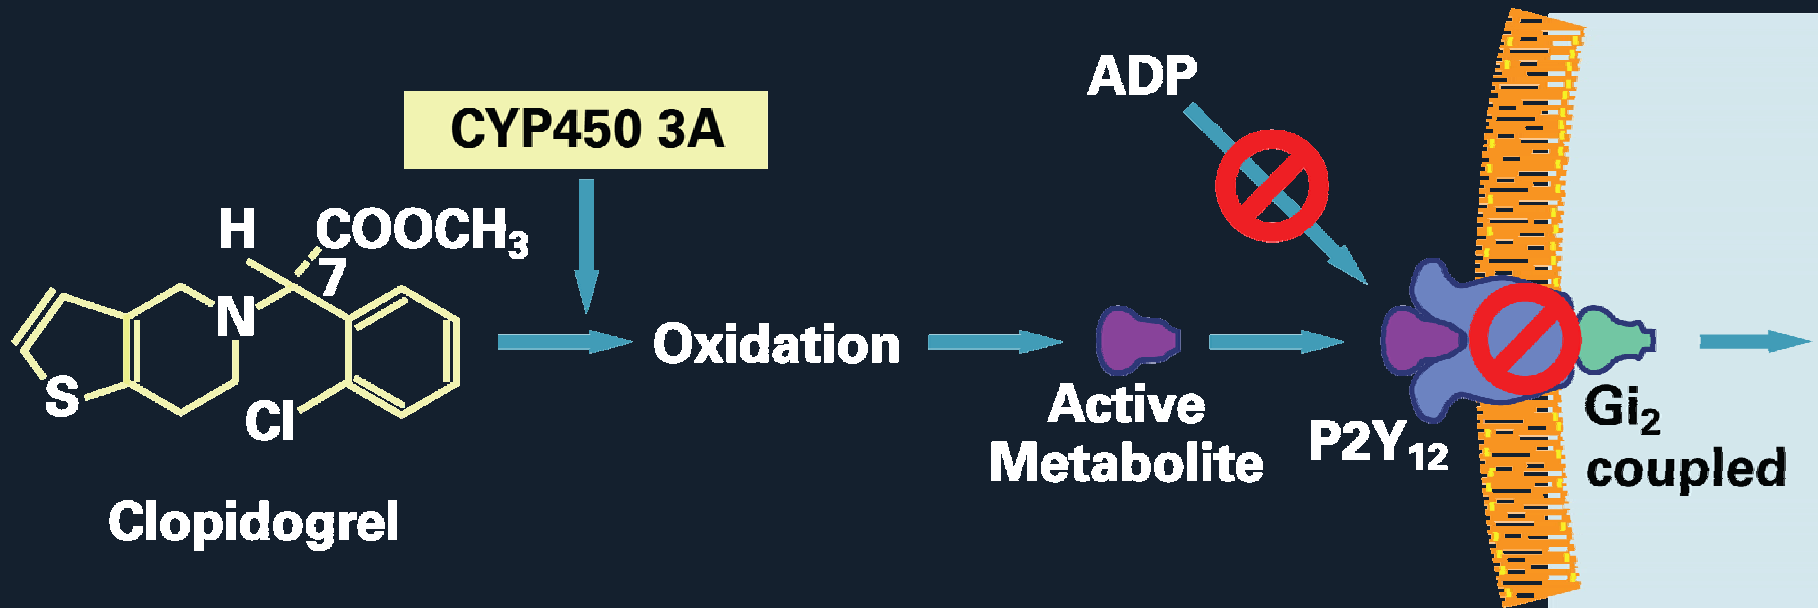 ADP
CYP450 3A
H
COOCH₃
7
N
S
Cl
Oxidation
Active
Metabolite
P2Y₁₂
Gi₂
coupled
Clopidogrel